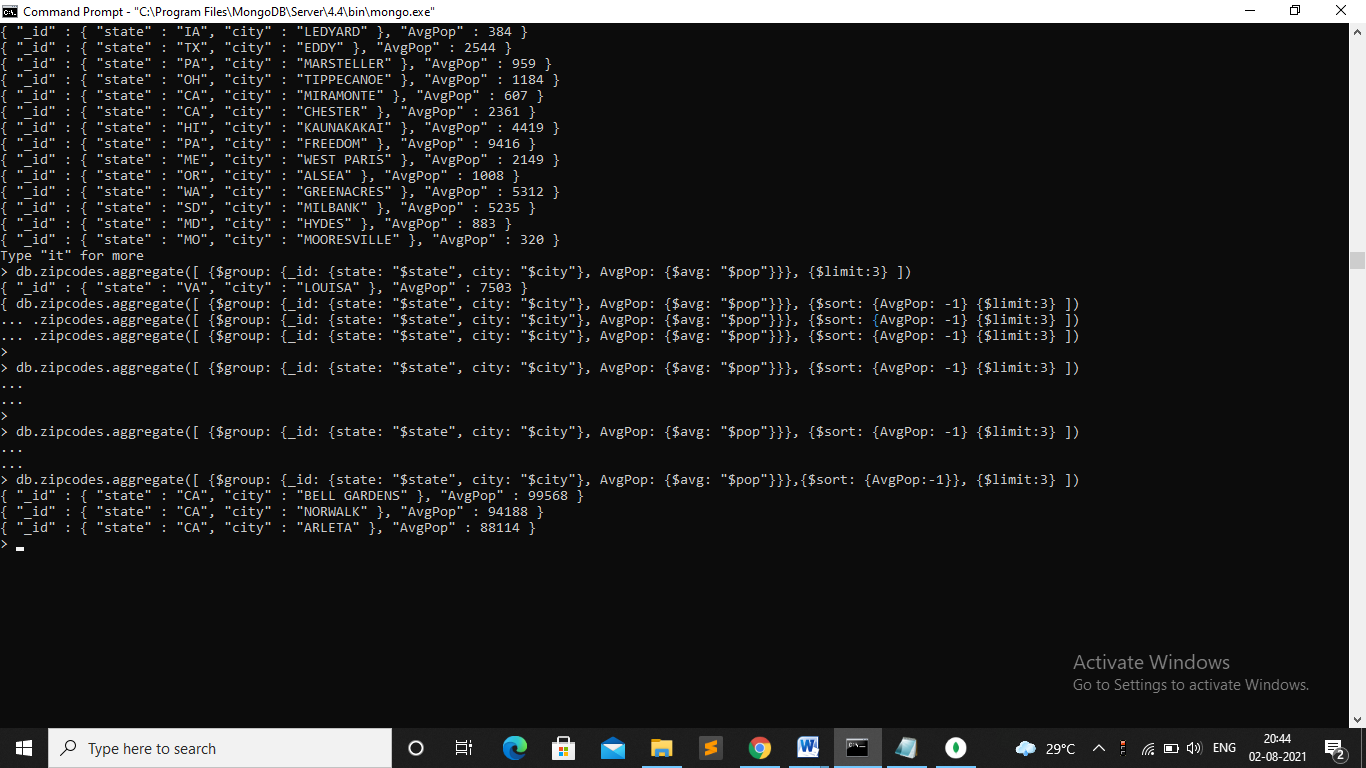 Command Prompt - "C:\Program Files\MongoDB\Server\4.4\bin\mongo.exe"
{ "_id" : { "state" : "IA", "city" : "LEDYARD" }, "AvgPop" : 384 }
{ "_id" : { "state" : "TX", "city" : "EDDY" }, "AvgPop" : 2544 }
{ "_id" : { "state" : "PA", "city" : "MARSTELLER" }, "AvgPop" : 959 }
{ "_id" : { "state" : "OH", "city" : "TIPPECANOE" }, "AvgPop" : 1184 }
{ "_id" : { "state" : "CA", "city" : "MIRAMONTE" }, "AvgPop" : 607 }
{ "_id" : { "state" : "CA", "city" : "CHESTER" }, "AvgPop" : 2361 }
{ "_id" : { "state" : "HI", "city" : "KAUNAKAKAI" }, "AvgPop" : 4419 }
{ "_id" : { "state" : "PA", "city" : "FREEDOM" }, "AvgPop" : 9416 }
{ "_id" : { "state" : "ME", "city" : "WEST PARIS" }, "AvgPop" : 2149 }
{ "_id" : { "state" : "OR", "city" : "ALSEA" }, "AvgPop" : 1008 }
{ "_id" : { "state" : "WA", "city" : "GREENACRES" }, "AvgPop" : 5312 }
{ "_id" : { "state" : "SD", "city" : "MILBANK" }, "AvgPop" : 5235 }
{ "_id" : { "state" : "MD", "city" : "HYDES" }, "AvgPop" : 883 }
{ "_id" : { "state" : "MO", "city" : "MOORESVILLE" }, "AvgPop" : 320 }
Type "it" for more
> db.zipcodes.aggregate([ {$group: {_id: {state: "$state", city: "$city"}, AvgPop: {$avg: "$pop"}}}, {$limit:3} ])
{ "_id" : { "state" : "VA", "city" : "LOUISA" }, "AvgPop" : 7503 }
{ db.zipcodes.aggregate([ {$group: {_id: {state: "$state", city: "$city"}, AvgPop: {$avg: "$pop"}}}, {$sort: {AvgPop: -1} {$limit:3} ])
... .zipcodes.aggregate([ {$group: {_id: {state: "$state", city: "$city"}, AvgPop: {$avg: "$pop"}}}, {$sort: {AvgPop: -1} {$limit:3} ])
... .zipcodes.aggregate([ {$group: {_id: {state: "$state", city: "$city"}, AvgPop: {$avg: "$pop"}}}, {$sort: {AvgPop: -1} {$limit:3} ])
>
> db.zipcodes.aggregate([ {$group: {_id: {state: "$state", city: "$city"}, AvgPop: {$avg: "$pop"}}}, {$sort: {AvgPop: -1} {$limit:3} ])
...
...
>
> db.zipcodes.aggregate([ {$group: {_id: {state: "$state", city: "$city"}, AvgPop: {$avg: "$pop"}}}, {$sort: {AvgPop: -1} {$limit:3} ])
...
...
> db.zipcodes.aggregate([ {$group: {_id: {state: "$state", city: "$city"}, AvgPop: {$avg: "$pop"}}},{$sort: {AvgPop:-1}}, {$limit:3} ])
{ "_id" : { "state" : "CA", "city" : "BELL GARDENS" }, "AvgPop" : 99568 }
{ "_id" : { "state" : "CA", "city" : "NORWALK" }, "AvgPop" : 94188 }
{ "_id" : { "state" : "CA", "city" : "ARLETA" }, "AvgPop" : 88114 }
>
Activate Windows
Go to Settings to activate Windows.
Type here to search
29°C
ENG
20:44
02-08-2021
2